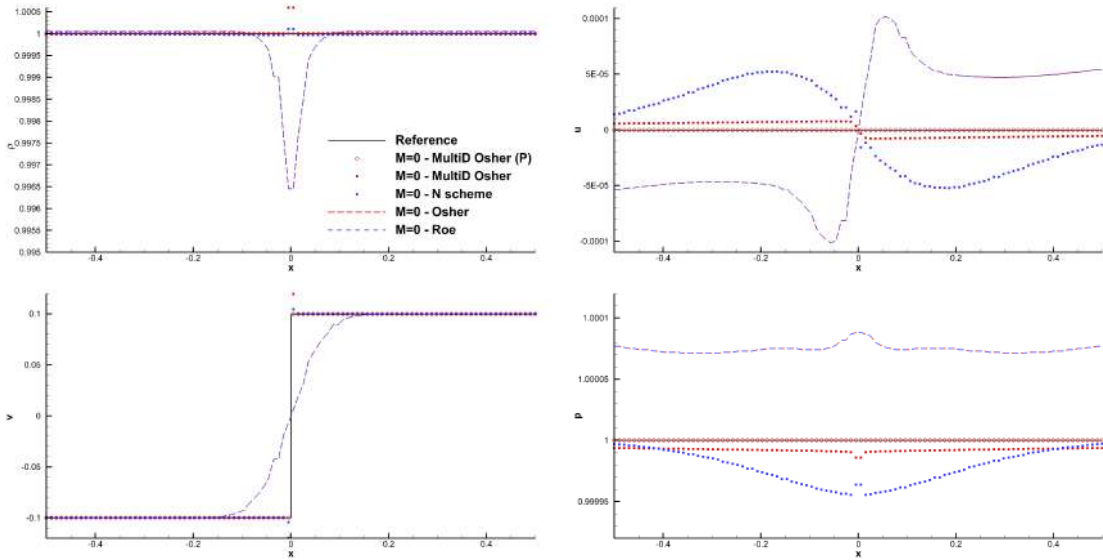 1.0005
1
0.9995
0.999
0.9985
0.998
0.9975
0.997
0.9965
0.996
0.9955
0.995
ρ
-0.4
-0.2
0
0.2
0.4
x
Reference
M=0 - MultiD Osher (P)
M=0 - MultiD Osher
M=0 - N scheme
M=0 - Osher
M=0 - Roe
0.0001
5E-05
0
-5E-05
-0.0001
u
-0.4
-0.2
0
0.2
0.4
x
0.1
0.05
0
-0.05
-0.1
v
-0.4
-0.2
0
0.2
0.4
x
1.0001
1.00005
1
0.99995
p
-0.4
-0.2
0
0.2
0.4
x